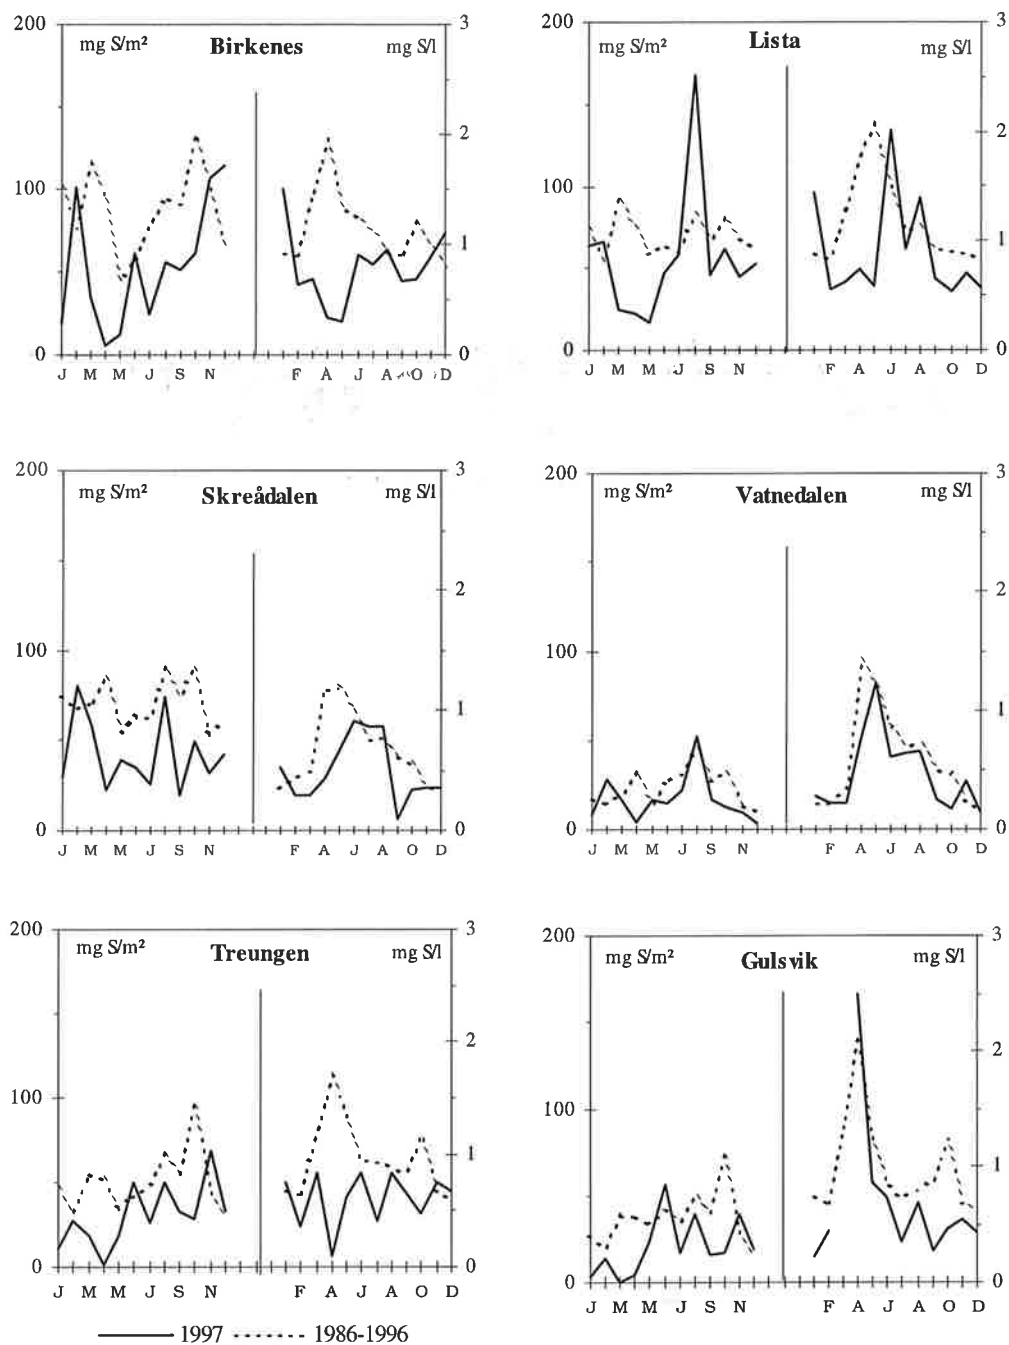 200 3 200 3
mg S/m² Birkenes mg S/l mg S/m² Lista mg S/l
2 2
100 100
1 1
0 0 0 0
J M M J S N F A J A O D J M M J S N F A J A O D
200 3 200 3
mg S/m² Skreådalen mg S/l mg S/m² Vatnedalen mg S/l
2 2
100 100
1 1
0 0 0 0
J M M J S N F A J A O D J M M J S N F A J A O D
200 3 200 3
mg S/m² Treungen mg S/l mg S/m² Gulsvik mg S/l
2 2
100 100
1 1
0 0 0 0
J M M J S N F A J A O D J M M J S N F A J A O D
1997 1986-1996